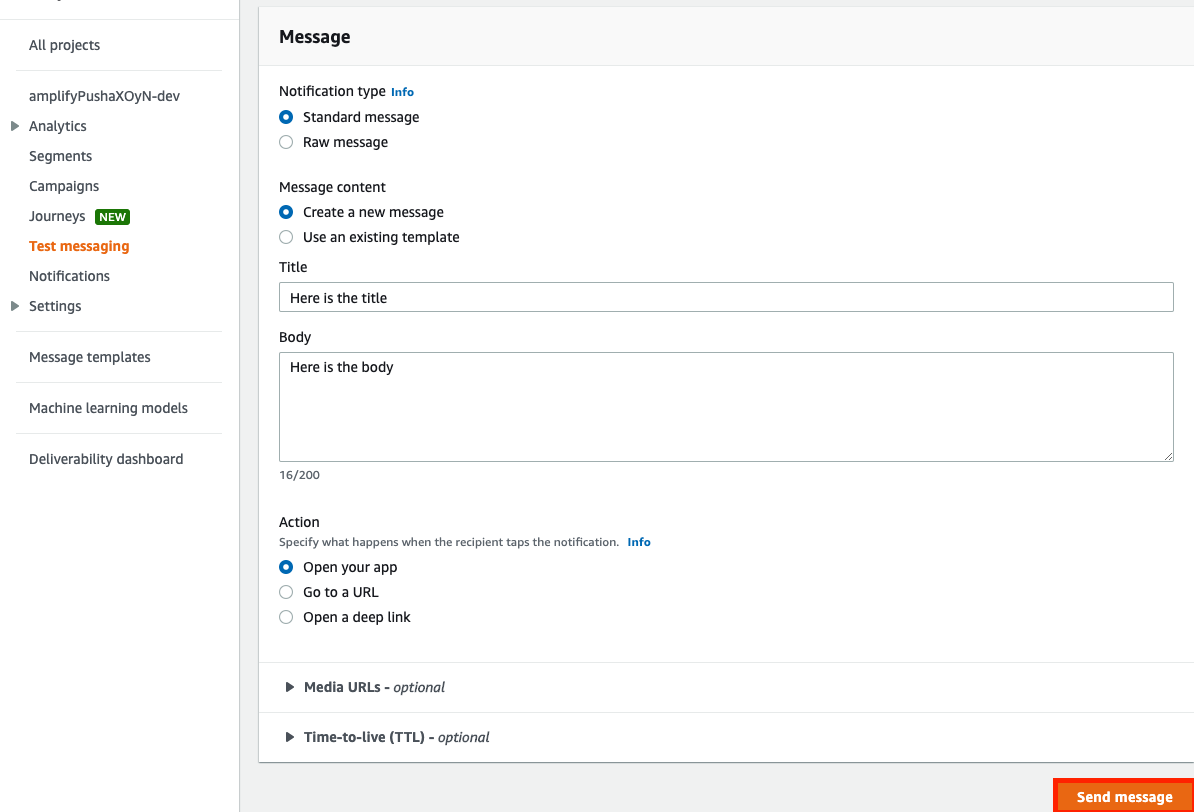 All projects
amplifyPushaXOyN-dev
Analytics
Segments
Campaigns
Journeys NEW
Test messaging
Notifications
Settings
Message templates
Machine learning models
Deliverability dashboard
Message
Notification type Info
Standard message
Raw message
Message content
Create a new message
Use an existing template
Title
Here is the title
Body
Here is the body
16/200
Action
Specify what happens when the recipient taps the notification. Info
Open your app
Go to a URL
Open a deep link
Media URLs - optional
Time-to-live (TTL) - optional
Send message